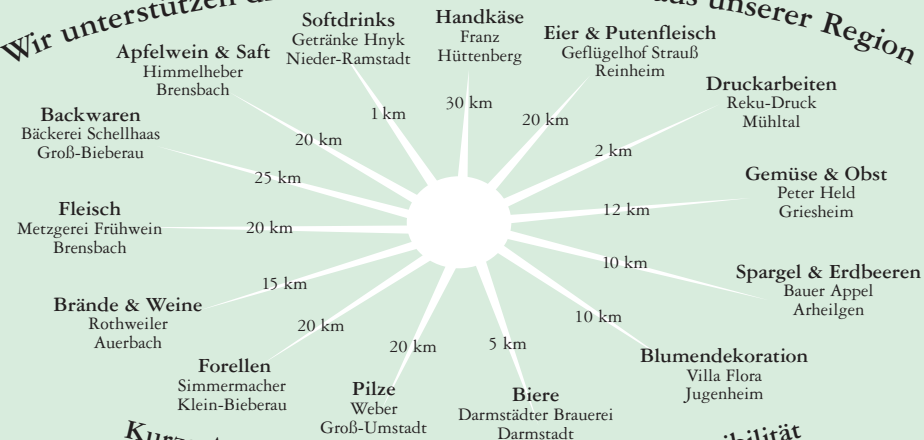 Wir unterstützen
aus unserer Region
Softdrinks
Getränke Hnyk
Nieder-Ramstadt
1 km
Handkäse
Franz
Hüttenberg
30 km
Eier & Putenfleisch
Geflügelhof Strauß
Reinheim
20 km
Druckarbeiten
Reku-Druck
Mühltal
2 km
Gemüse & Obst
Peter Held
Griesheim
12 km
Spargel & Erdbeeren
Bauer Appel
Arheilgen
10 km
Blumendekoration
Villa Flora
Jugenheim
10 km
Biere
Darmstädter Brauerei
Darmstadt
5 km
Pilze
Weber
Groß-Umstadt
20 km
Forellen
Simmermacher
Klein-Bieberau
20 km
Brände & Weine
Rothweiler
Auerbach
15 km
Fleisch
Metzgerei Frühwein
Brensbach
20 km
Backwaren
Bäckerei Schellhaas
Groß-Bieberau
25 km
Apfelwein & Saft
Himmelheber
Brensbach
20 km